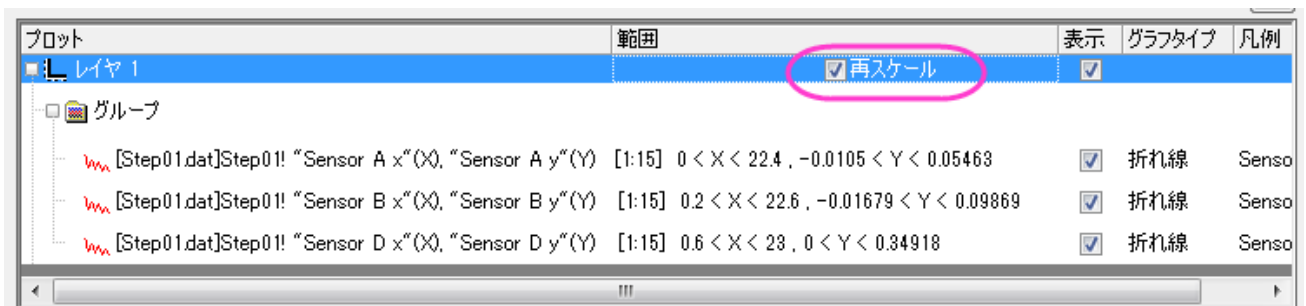 プロット 範囲 表示 グラフタイプ 凡例
レイヤ 1 再スケール
グループ
[Step01.dat]Step01! "Sensor A x"(X), "Sensor A y"(Y) [1:15] 0 < X < 22.4 , -0.0105 < Y < 0.05463 折れ線 Senso
[Step01.dat]Step01! "Sensor B x"(X), "Sensor B y"(Y) [1:15] 0.2 < X < 22.6 , -0.01679 < Y < 0.09869 折れ線 Senso
[Step01.dat]Step01! "Sensor D x"(X), "Sensor D y"(Y) [1:15] 0.6 < X < 23 , 0 < Y < 0.34918 折れ線 Senso